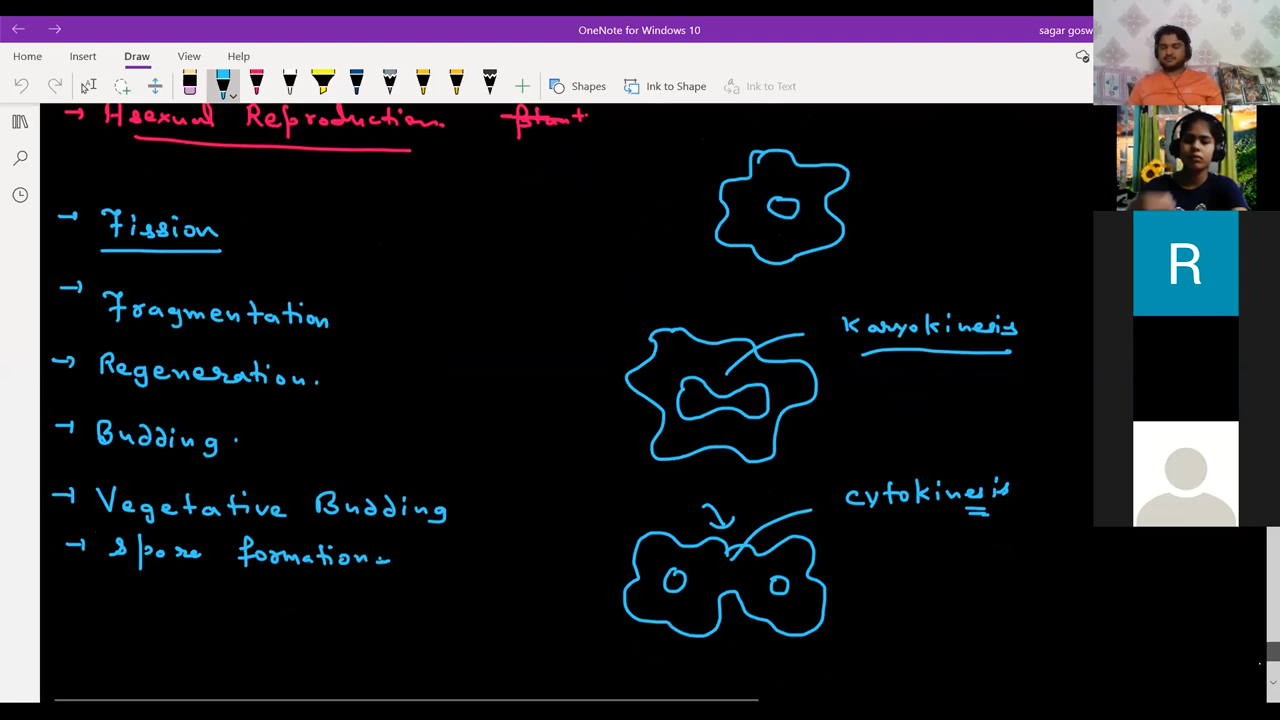 OneNote for Windows 10
sagar gosw
Home Insert Draw View Help
Shapes Ink to Shape Ink to Text
→ Asexual Reproduction.
→ Fission
→ Fragmentation
→ Regeneration.
→ Budding.
→ Vegetative Budding
→ Spore formation
Karyokinesis
cytokinesis
R